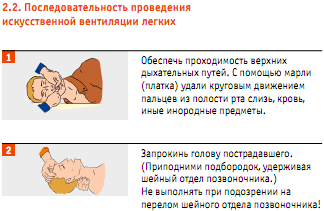 2.2. Последовательность проведения
искусственной вентиляции легких
1
Обеспечь проходимость верхних
дыхательных путей. С помощью марли
(платка) удали круговым движением
пальцев из полости рта слизь, кровь,
иные инородные предметы.
2
Запрокинь голову пострадавшего.
(Приподними подбородок, удерживая
шейный отдел позвоночника.)
Не выполнять при подозрении на
перелом шейного отдела позвоночника!